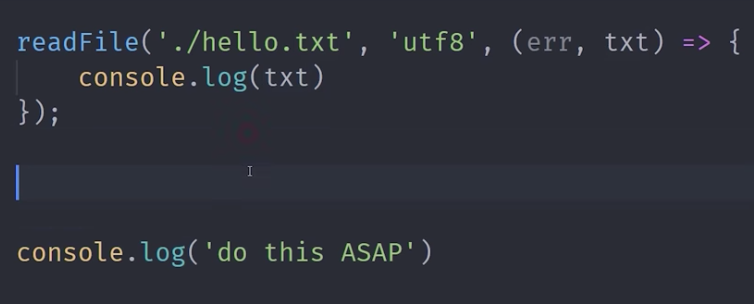 readFile('./hello.txt', 'utf8', (err, txt) => {
    console.log(txt)
});
console.log('do this ASAP')